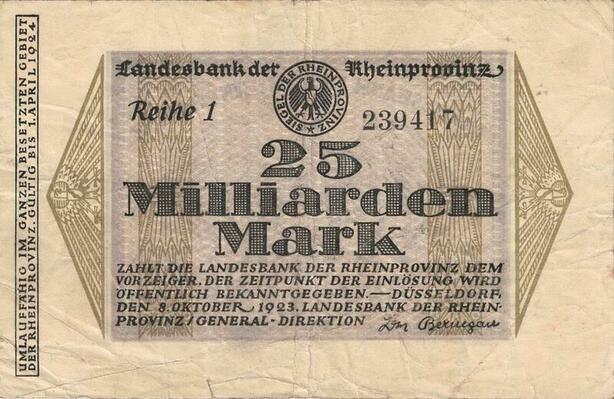 UMLAUFFÄHIG IM GANZEN BESETZTEN GEBIET
DER RHEINPROVINZ. GÜLTIG BIS 1. APRIL 1924
Landesbank der Rheinprovinz
SIEGEL DER RHEINPROVINZ
Reihe 1
239417
25
Milliarden
Mark
ZAHLT DIE LANDESBANK DER RHEINPROVINZ DEM
VORZEIGER. DER ZEITPUNKT DER EINLÖSUNG WIRD
ÖFFENTLICH BEKANNTGEGEBEN. — DÜSSELDORF,
DEN 8. OKTOBER 1923. LANDESBANK DER RHEIN-
PROVINZ / GENERAL - DIREKTION